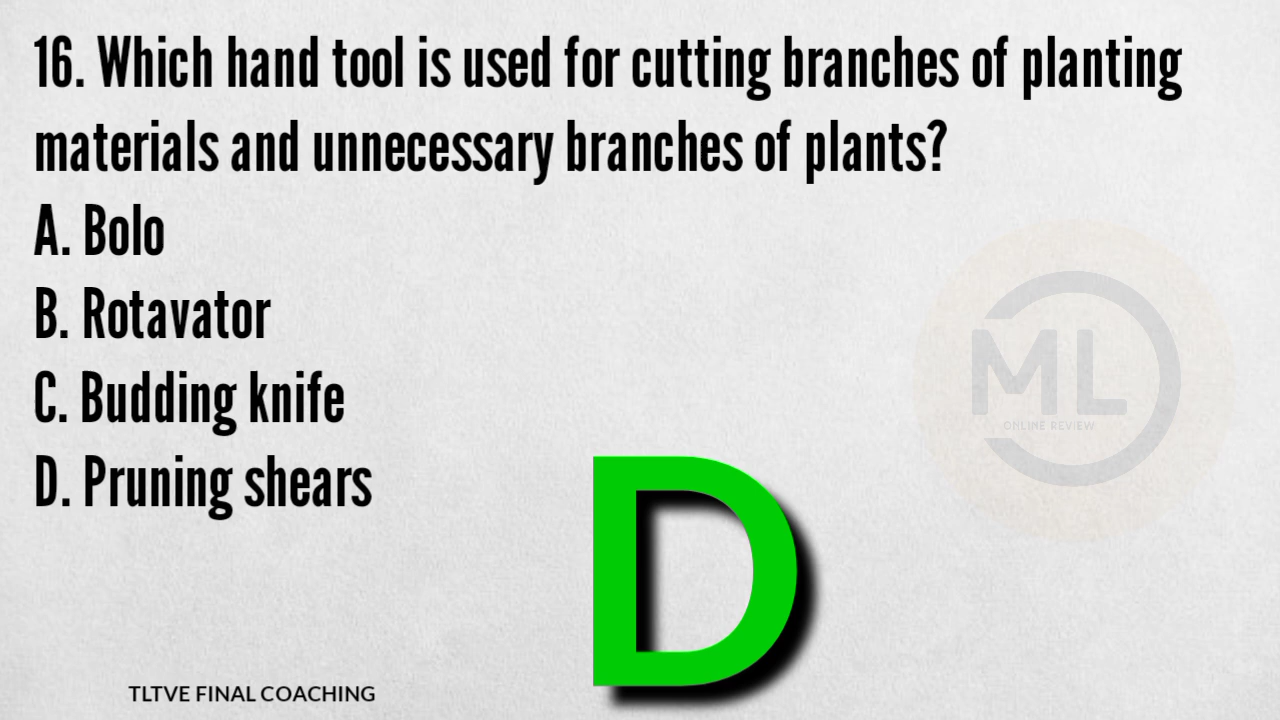 16. Which hand tool is used for cutting branches of planting
materials and unnecessary branches of plants?
A. Bolo
B. Rotavator
C. Budding knife
D. Pruning shears
ML
ONLINE REVIEW
D
TLTVE FINAL COACHING